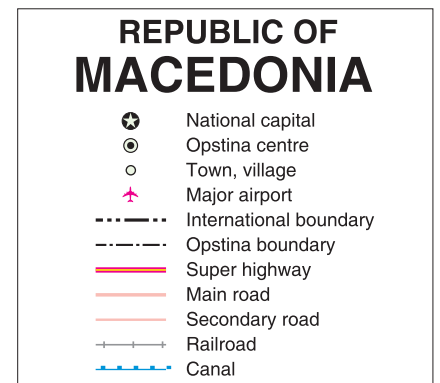 REPUBLIC OF
MACEDONIA
National capital
Opstina centre
Town, village
Major airport
International boundary
Opstina boundary
Super highway
Main road
Secondary road
Railroad
Canal